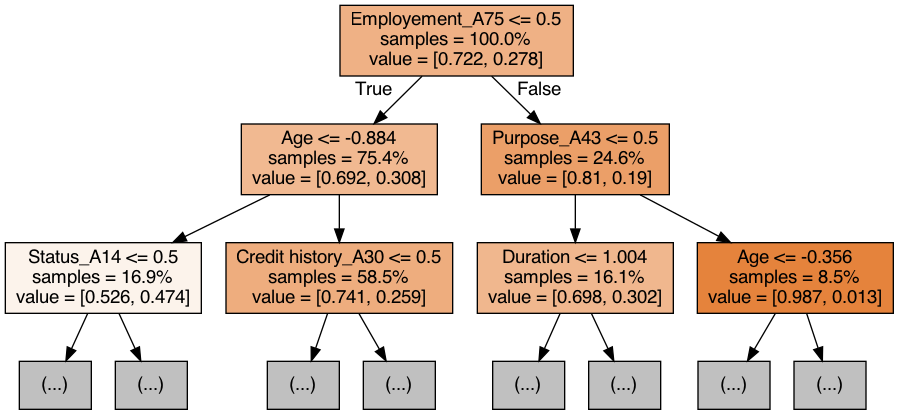 Employement_A75 <= 0.5
samples = 100.0%
value = [0.722, 0.278]
True
False
Age <= -0.884
samples = 75.4%
value = [0.692, 0.308]
Purpose_A43 <= 0.5
samples = 24.6%
value = [0.81, 0.19]
Status_A14 <= 0.5
samples = 16.9%
value = [0.526, 0.474]
Credit history_A30 <= 0.5
samples = 58.5%
value = [0.741, 0.259]
Duration <= 1.004
samples = 16.1%
value = [0.698, 0.302]
Age <= -0.356
samples = 8.5%
value = [0.987, 0.013]
(...)
(...)
(...)
(...)
(...)
(...)
(...)
(...)